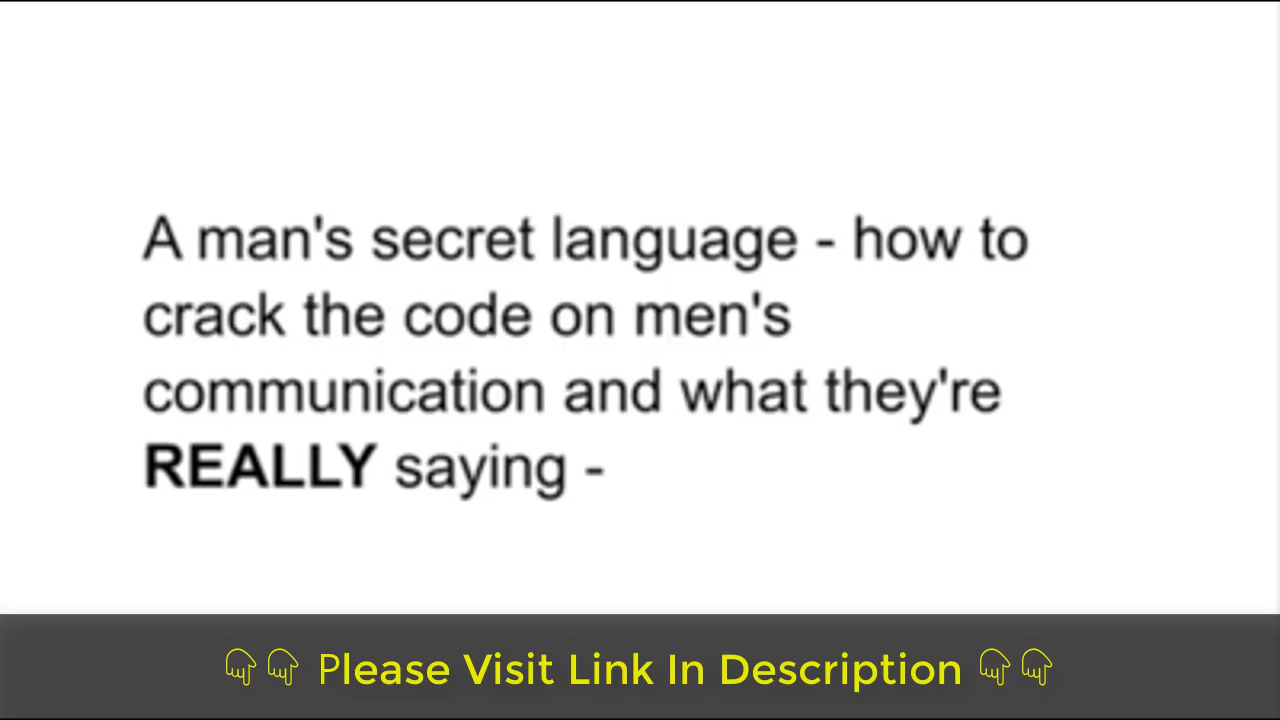 A man's secret language - how to
crack the code on men's
communication and what they're
REALLY saying -
👇👇 Please Visit Link In Description 👇👇